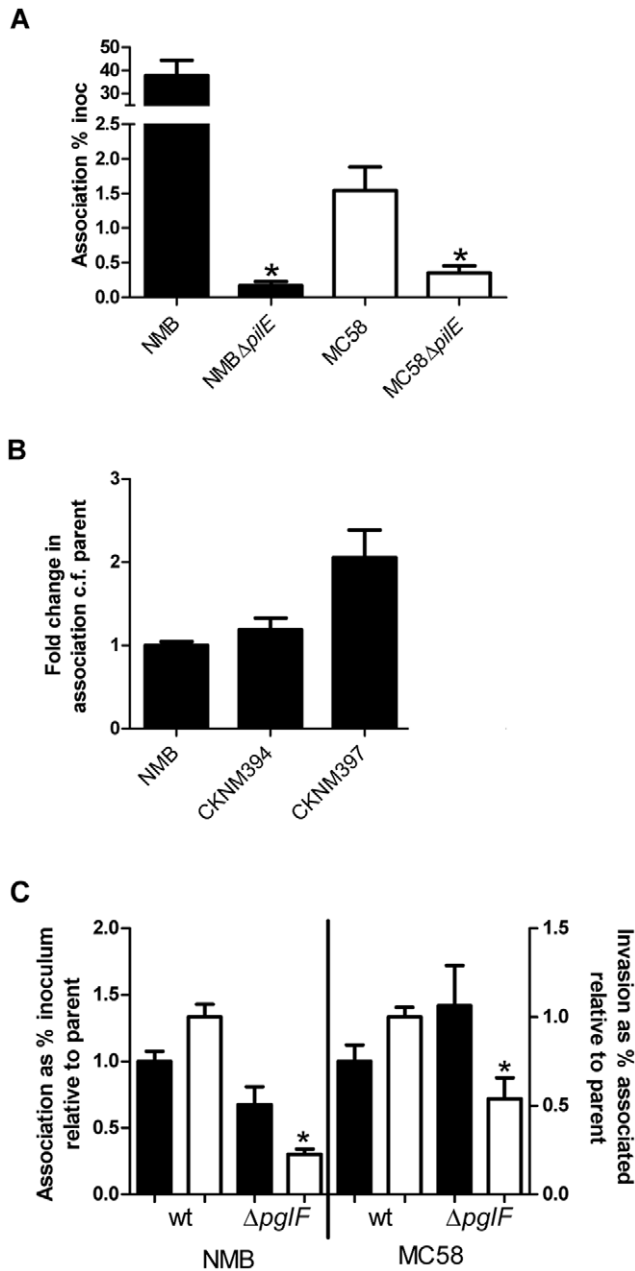 A
Association % inoc
50
40
30
2.5
2.0
1.5
1.0
0.5
0.0
*
*
NMB
NMBΔpilE
MC58
MC58ΔpilE
B
Fold change in
association c.f. parent
3
2
1
0
NMB
CKNM394
CKNM397
C
Association as % inoculum
relative to parent
2.0
1.5
1.0
0.5
0.0
*
*
1.5
1.0
0.5
0.0
Invasion as % associated
relative to parent
wt
ΔpglF
wt
ΔpglF
NMB
MC58